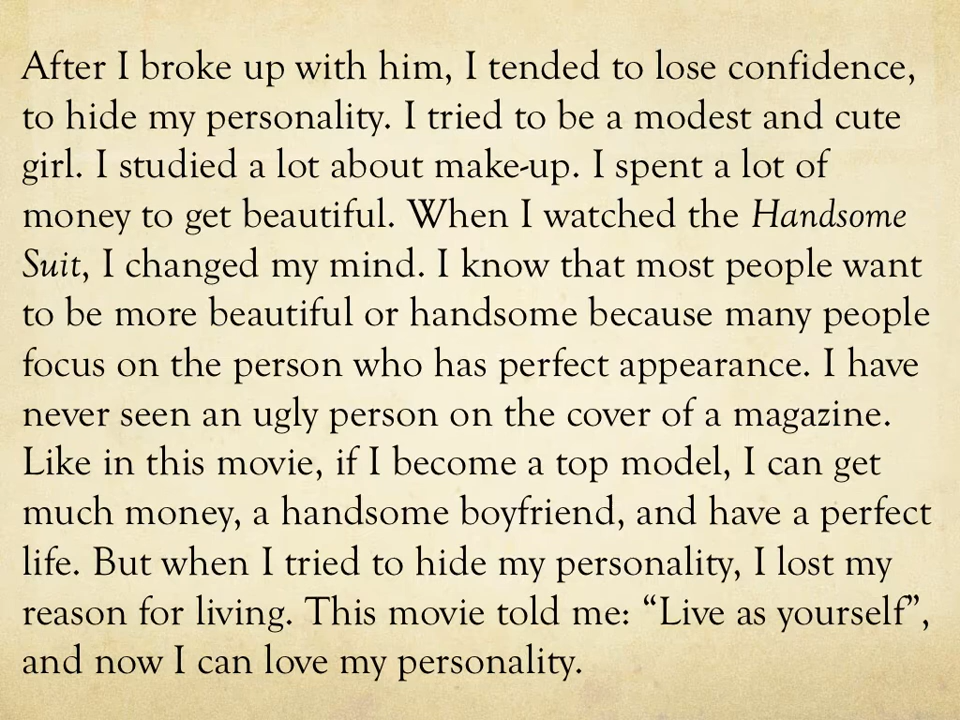 After I broke up with him, I tended to lose confidence,
to hide my personality. I tried to be a modest and cute
girl. I studied a lot about make-up. I spent a lot of
money to get beautiful. When I watched the Handsome
Suit, I changed my mind. I know that most people want
to be more beautiful or handsome because many people
focus on the person who has perfect appearance. I have
never seen an ugly person on the cover of a magazine.
Like in this movie, if I become a top model, I can get
much money, a handsome boyfriend, and have a perfect
life. But when I tried to hide my personality, I lost my
reason for living. This movie told me: “Live as yourself”,
and now I can love my personality.